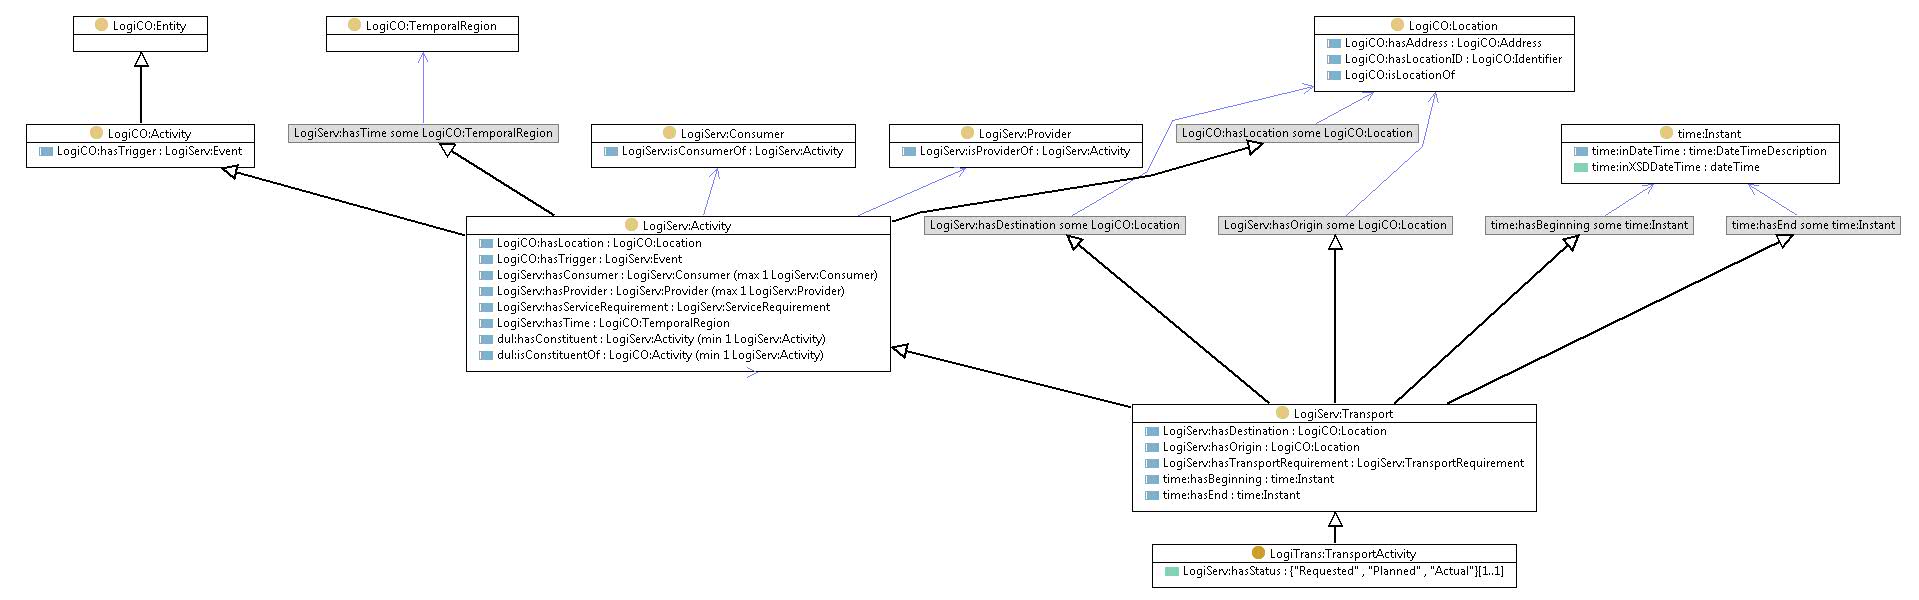 LogiCO:Entity
LogiCO:TemporalRegion
LogiCO:Location
LogiCO:hasAddress : LogiCO:Address
LogiCO:hasLocationID : LogiCO:Identifier
LogiCO:isLocationOf
LogiCO:Activity
LogiCO:hasTrigger : LogiServ:Event
LogiServ:hasTime some LogiCO:TemporalRegion
LogiServ:Consumer
LogiServ:isConsumerOf : LogiServ:Activity
LogiServ:Provider
LogiServ:isProviderOf : LogiServ:Activity
LogiCO:hasLocation some LogiCO:Location
time:Instant
time:inDateTime : time:DateTimeDescription
time:inXSDDateTime : dateTime
LogiServ:Activity
LogiCO:hasLocation : LogiCO:Location
LogiCO:hasTrigger : LogiServ:Event
LogiServ:hasConsumer : LogiServ:Consumer (max 1 LogiServ:Consumer)
LogiServ:hasProvider : LogiServ:Provider (max 1 LogiServ:Provider)
LogiServ:hasServiceRequirement : LogiServ:ServiceRequirement
LogiServ:hasTime : LogiCO:TemporalRegion
dul:hasConstituent : LogiServ:Activity (min 1 LogiServ:Activity)
dul:isConstituentOf : LogiCO:Activity (min 1 LogiServ:Activity)
LogiServ:hasDestination some LogiCO:Location
LogiServ:hasOrigin some LogiCO:Location
time:hasBeginning some time:Instant
time:hasEnd some time:Instant
LogiServ:Transport
LogiServ:hasDestination : LogiCO:Location
LogiServ:hasOrigin : LogiCO:Location
LogiServ:hasTransportRequirement : LogiServ:TransportRequirement
time:hasBeginning : time:Instant
time:hasEnd : time:Instant
LogiTrans:TransportActivity
LogiServ:hasStatus : {"Requested" , "Planned" , "Actual"}[1..1]